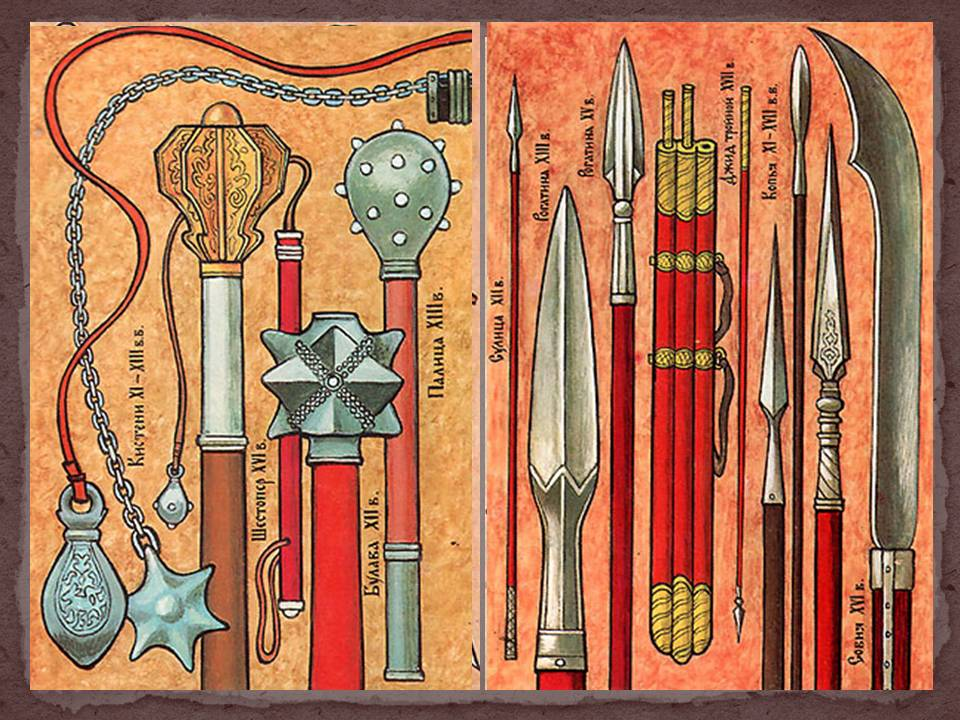 Кистени XI – XIII в.в.
Шестопер XVI в.
Булава XII в.
Палица XIII в.
Сулица XII в.
Рогатина XIII в.
Рогатина XV в.
Джид тройной XVII в.
Копья XI-XVII в.в.
Совня XVI в.